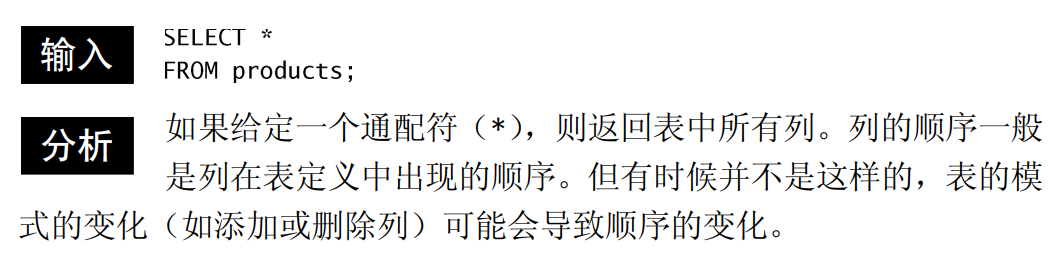 输入 SELECT *
FROM products;
分析 如果给定一个通配符（*），则返回表中所有列。列的顺序一般
是列在表定义中出现的顺序。但有时候并不是这样的，表的模
式的变化（如添加或删除列）可能会导致顺序的变化。